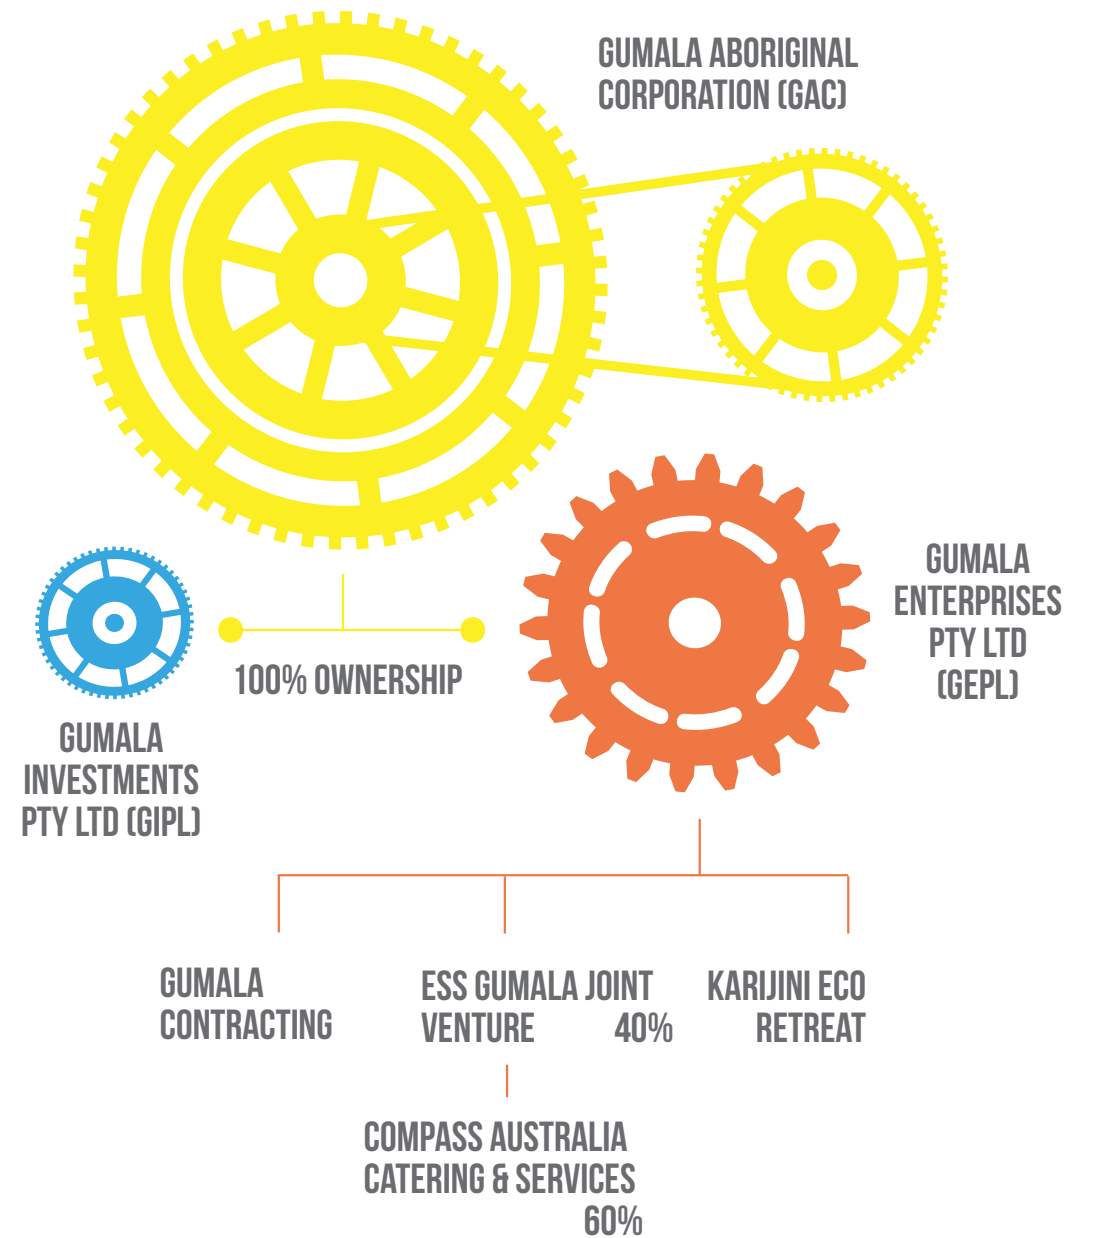 GUMALA ABORIGINAL
CORPORATION (GAC)
GUMALA
ENTERPRISES
PTY LTD
(GEPL)
100% OWNERSHIP
GUMALA
INVESTMENTS
PTY LTD (GIPL)
GUMALA
CONTRACTING
ESS GUMALA JOINT
VENTURE 40%
KARIJINI ECO
RETREAT
COMPASS AUSTRALIA
CATERING & SERVICES
60%